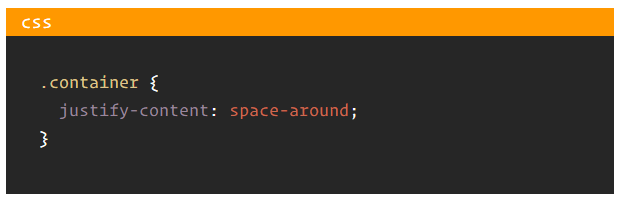 css
.container {
  justify-content: space-around;
}